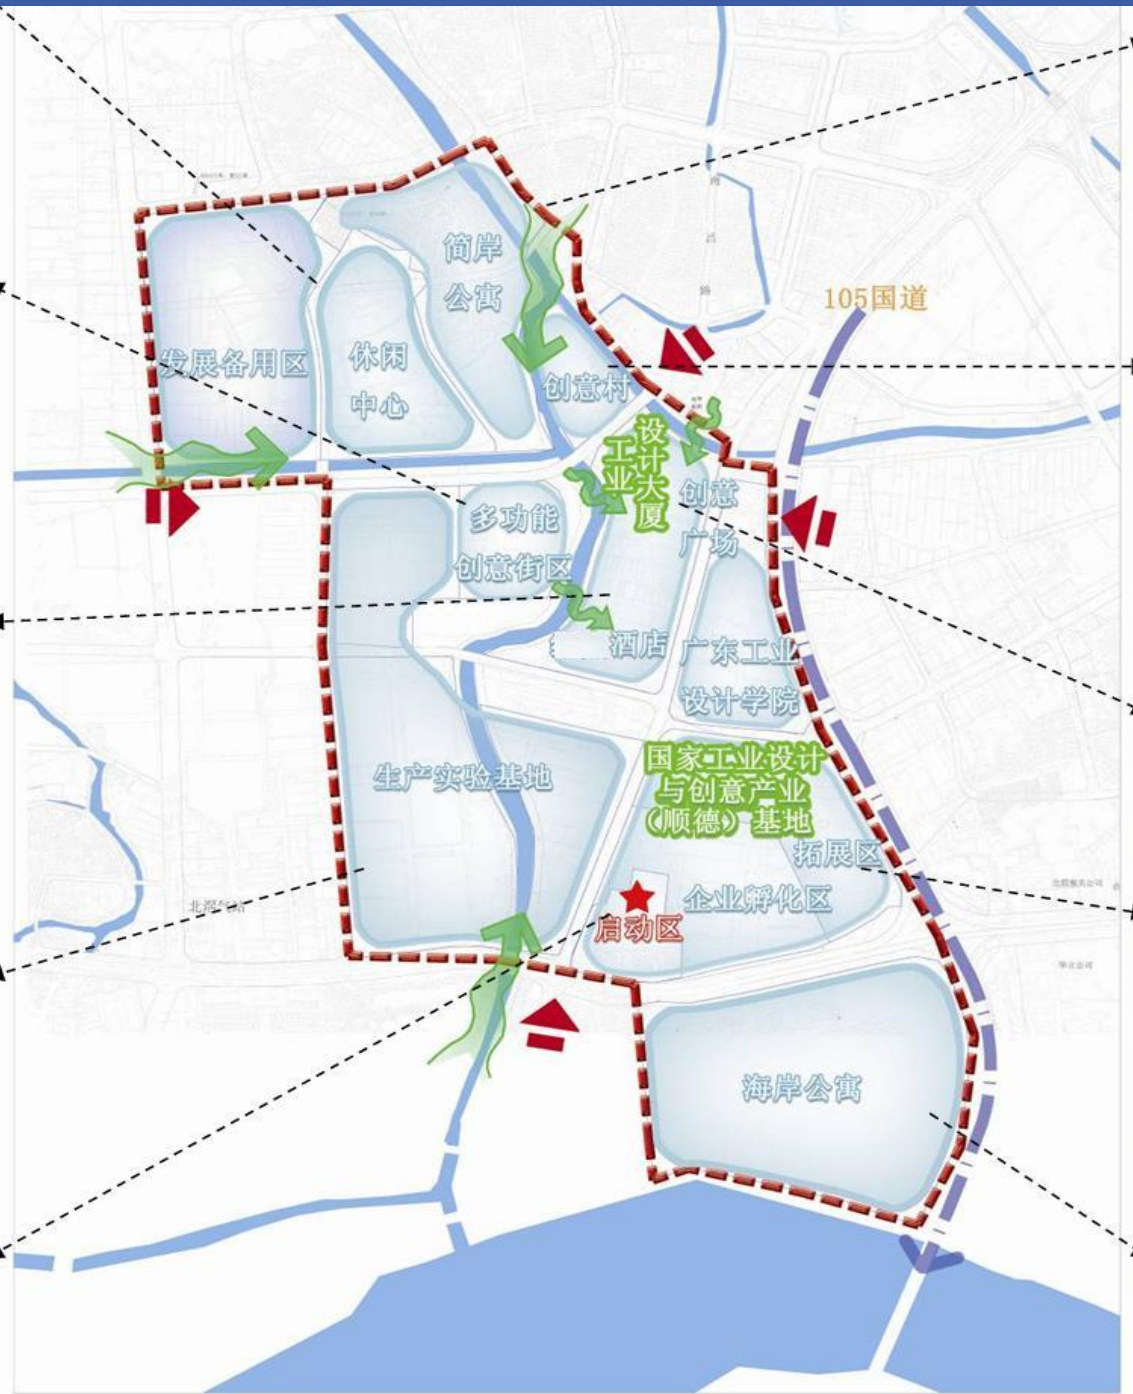 简岸
公寓
南
昌
路
105国道
发展备用区
休闲
中心
创意村
设计大厦
工业
创意
广场
多功能
创意街区
酒店
广东工业
设计学院
国家工业设计
与创意产业
（顺德）基地
生产实验基地
拓展区
企业孵化区
启动区
海岸公寓